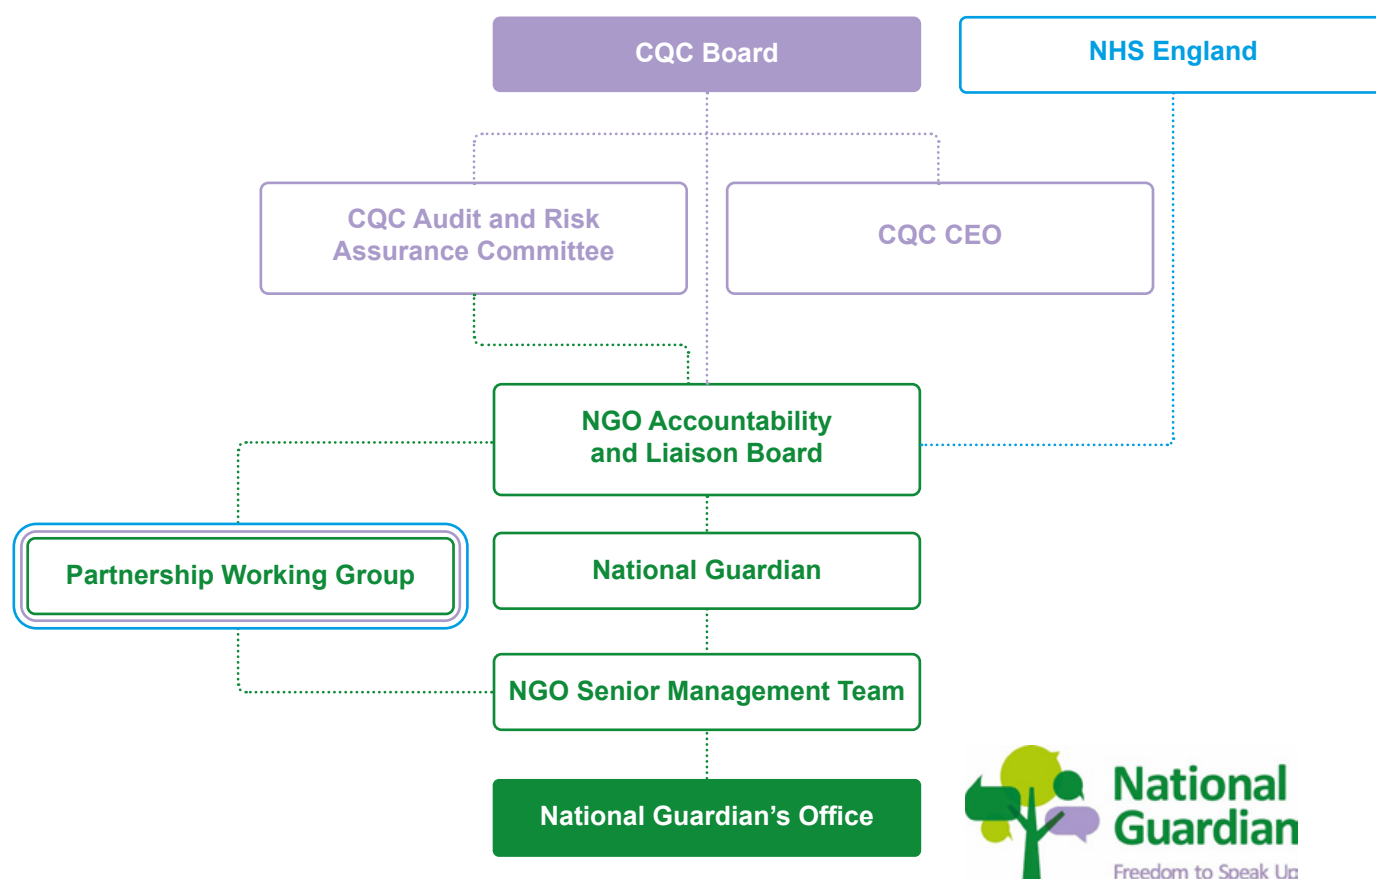 CQC Board
NHS England
CQC Audit and Risk
Assurance Committee
CQC CEO
NGO Accountability
and Liaison Board
Partnership Working Group
National Guardian
NGO Senior Management Team
National Guardian’s Office
National
Guardian
Freedom to Speak Up